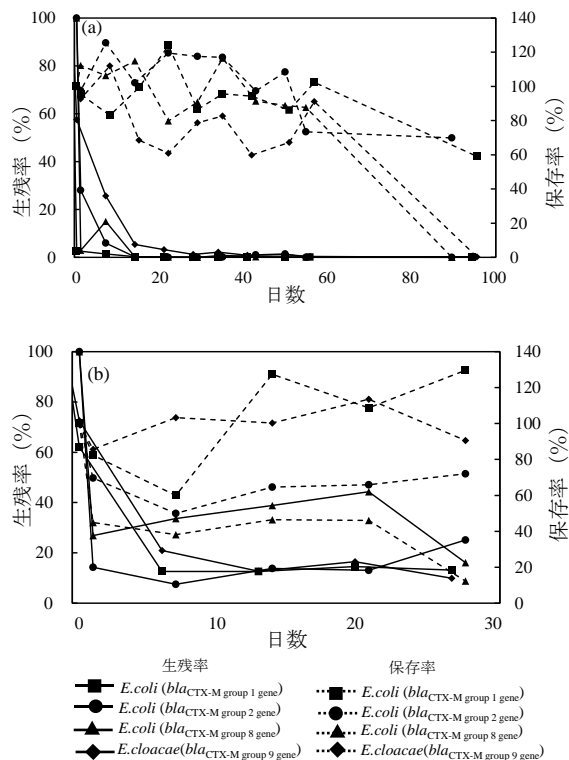 (a)
100
80
60
40
20
0
生残率 (%)
140
120
100
80
60
40
20
0
保存率 (%)
0 20 40 60 80 100
日数
(b)
100
80
60
40
20
0
生残率 (%)
140
120
100
80
60
40
20
0
保存率 (%)
0 10 20 30
日数
生残率
E.coli (blaCTX-M group 1 gene)
E.coli (blaCTX-M group 2 gene)
E.coli (blaCTX-M group 8 gene)
E.cloacae(blaCTX-M group 9 gene)
保存率
E.coli (blaCTX-M group 1 gene)
E.coli (blaCTX-M group 2 gene)
E.coli (blaCTX-M group 8 gene)
E.cloacae(blaCTX-M group 9 gene)